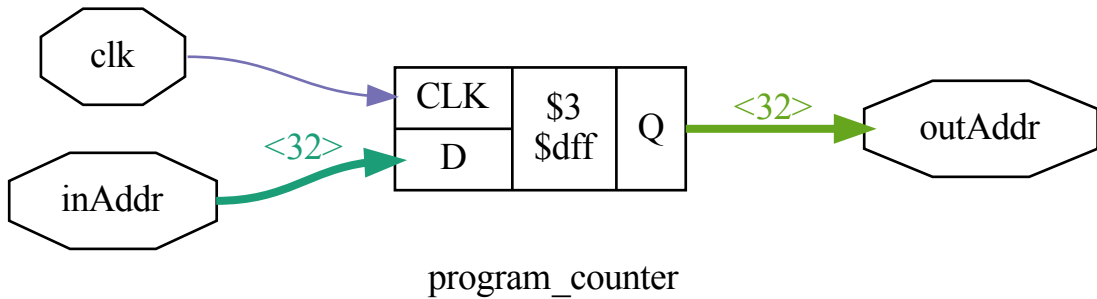 clk
CLK
$3
$dff
Q
<32>
outAddr
<32>
D
inAddr
program_counter